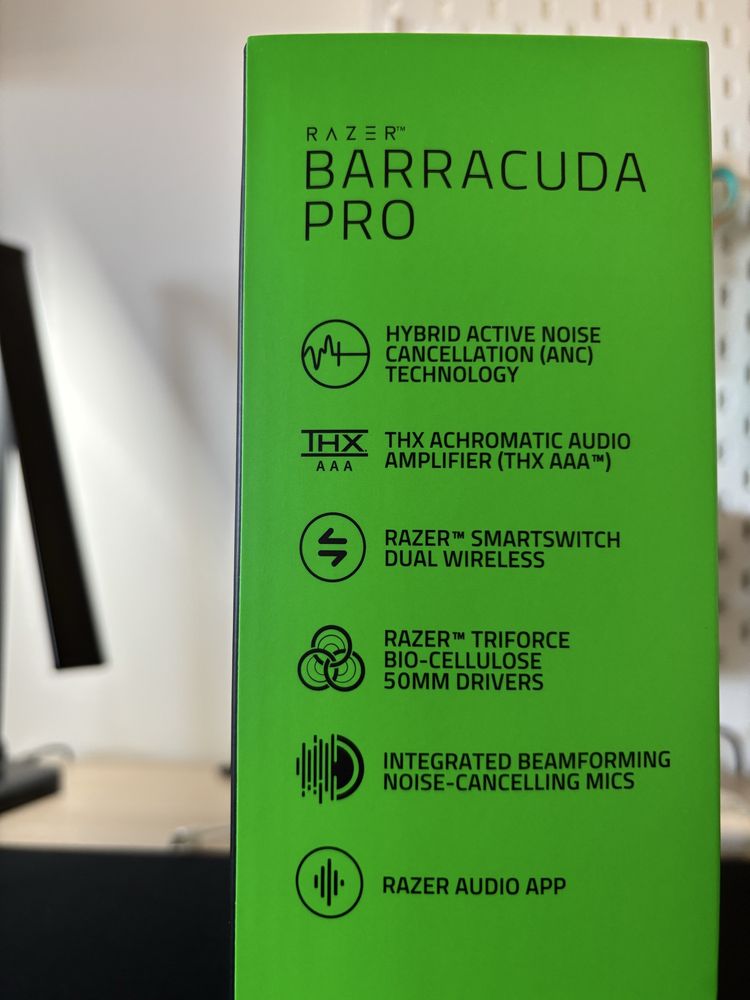 RAZER™
BARRACUDA
PRO
HYBRID ACTIVE NOISE
CANCELLATION (ANC)
TECHNOLOGY
THX
AAA
THX ACHROMATIC AUDIO
AMPLIFIER (THX AAA™)
RAZER™ SMARTSWITCH
DUAL WIRELESS
RAZER™ TRIFORCE
BIO-CELLULOSE
50MM DRIVERS
INTEGRATED BEAMFORMING
NOISE-CANCELLING MICS
RAZER AUDIO APP